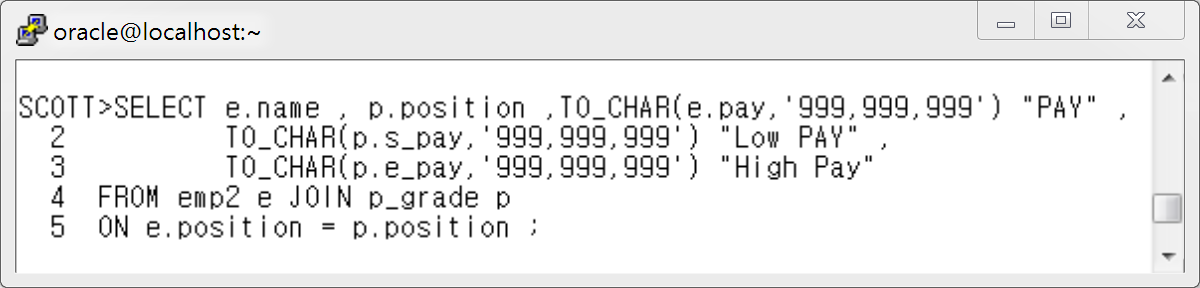 oracle@localhost:~
SCOTT>SELECT e.name , p.position ,TO_CHAR(e.pay,'999,999,999') "PAY" ,
  2          TO_CHAR(p.s_pay,'999,999,999') "Low PAY" ,
  3          TO_CHAR(p.e_pay,'999,999,999') "High Pay"
  4  FROM emp2 e JOIN p_grade p
  5  ON e.position = p.position ;